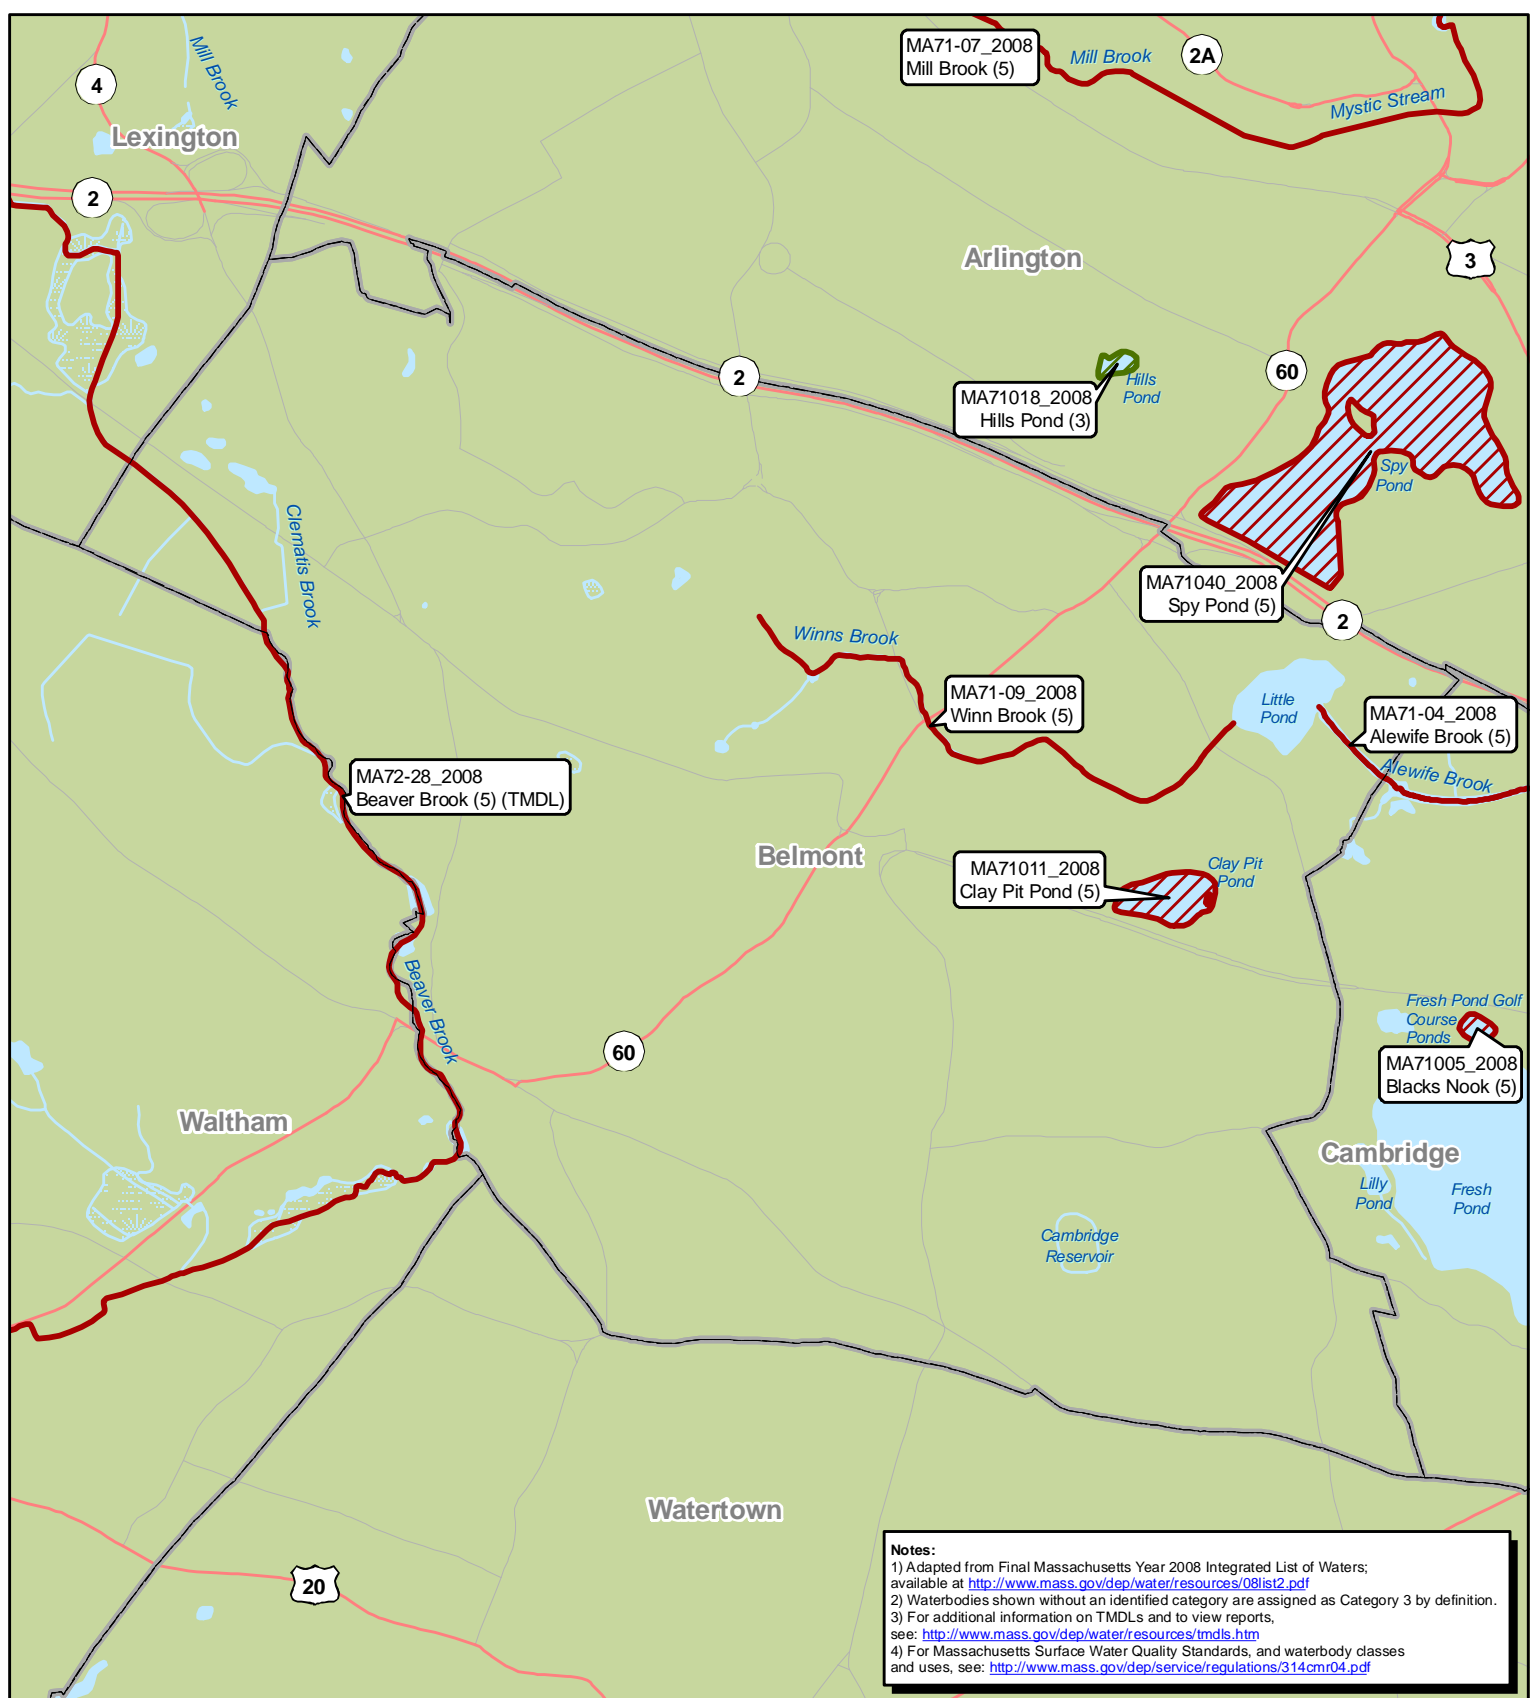 MA71-07_2008
Mill Brook (5)
Mill Brook
2A
Mill Brook
4
Mystic Stream
Lexington
2
Arlington
3
2
60
Hills
Pond
MA71018_2008
Hills Pond (3)
Spy
Pond
Clematis Brook
MA71040_2008
Spy Pond (5)
2
Winns Brook
MA71-09_2008
Winn Brook (5)
Little
Pond
MA71-04_2008
Alewife Brook (5)
Alewife Brook
MA72-28_2008
Beaver Brook (5) (TMDL)
Belmont
MA71011_2008
Clay Pit Pond (5)
Clay Pit
Pond
Beaver Brook
Fresh Pond Golf
Course
Ponds
60
MA71005_2008
Blacks Nook (5)
Waltham
Cambridge
Lilly
Pond
Fresh
Pond
Cambridge
Reservoir
Watertown
20
Notes:
1) Adapted from Final Massachusetts Year 2008 Integrated List of Waters;
available at http://www.mass.gov/dep/water/resources/08list2.pdf
2) Waterbodies shown without an identified category are assigned as Category 3 by definition.
3) For additional information on TMDLs and to view reports,
see: http://www.mass.gov/dep/water/resources/tmdls.htm
4) For Massachusetts Surface Water Quality Standards, and waterbody classes
and uses, see: http://www.mass.gov/dep/service/regulations/314cmr04.pdf